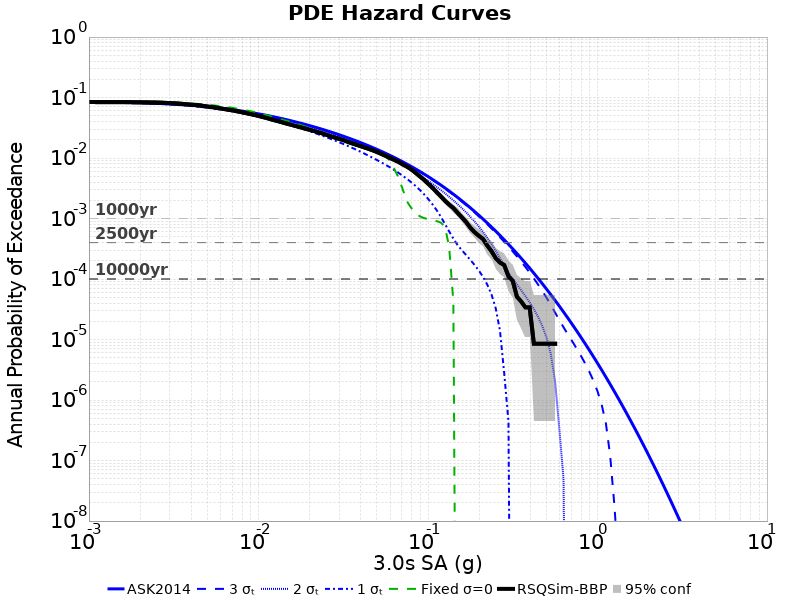 PDE Hazard Curves
Annual Probability of Exceedance
10^0
10^-1
10^-2
10^-3
10^-4
10^-5
10^-6
10^-7
10^-8
1000yr
2500yr
10000yr
10^-3 10^-2 10^-1 10^0 10^1
3.0s SA (g)
ASK2014 3 σₜ 2 σₜ 1 σₜ Fixed σ=0 RSQSim-BBP 95% conf